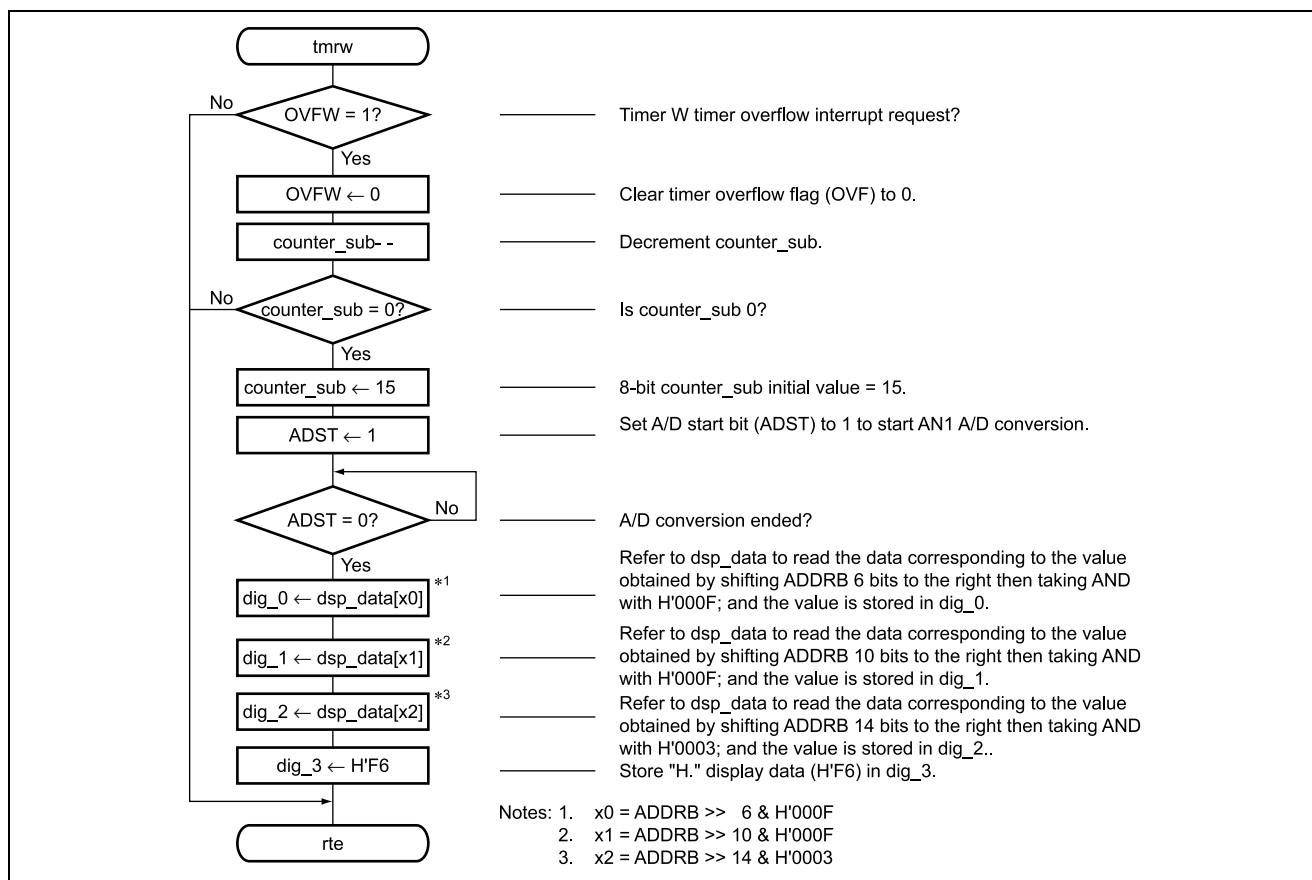 tmrw
No
OVFW = 1?
Timer W timer overflow interrupt request?
Yes
OVFW ← 0
Clear timer overflow flag (OVF) to 0.
counter_sub- -
Decrement counter_sub.
No
counter_sub = 0?
Is counter_sub 0?
Yes
counter_sub ← 15
8-bit counter_sub initial value = 15.
ADST ← 1
Set A/D start bit (ADST) to 1 to start AN1 A/D conversion.
ADST = 0?
No
A/D conversion ended?
Yes
dig_0 ← dsp_data[x0]
*1
Refer to dsp_data to read the data corresponding to the value
obtained by shifting ADDRB 6 bits to the right then taking AND
with H'000F; and the value is stored in dig_0.
dig_1 ← dsp_data[x1]
*2
Refer to dsp_data to read the data corresponding to the value
obtained by shifting ADDRB 10 bits to the right then taking AND
with H'000F; and the value is stored in dig_1.
dig_2 ← dsp_data[x2]
*3
Refer to dsp_data to read the data corresponding to the value
obtained by shifting ADDRB 14 bits to the right then taking AND
with H'0003; and the value is stored in dig_2..
dig_3 ← H'F6
Store "H." display data (H'F6) in dig_3.
rte
Notes: 1. x0 = ADDRB >> 6 & H'000F
2. x1 = ADDRB >> 10 & H'000F
3. x2 = ADDRB >> 14 & H'0003